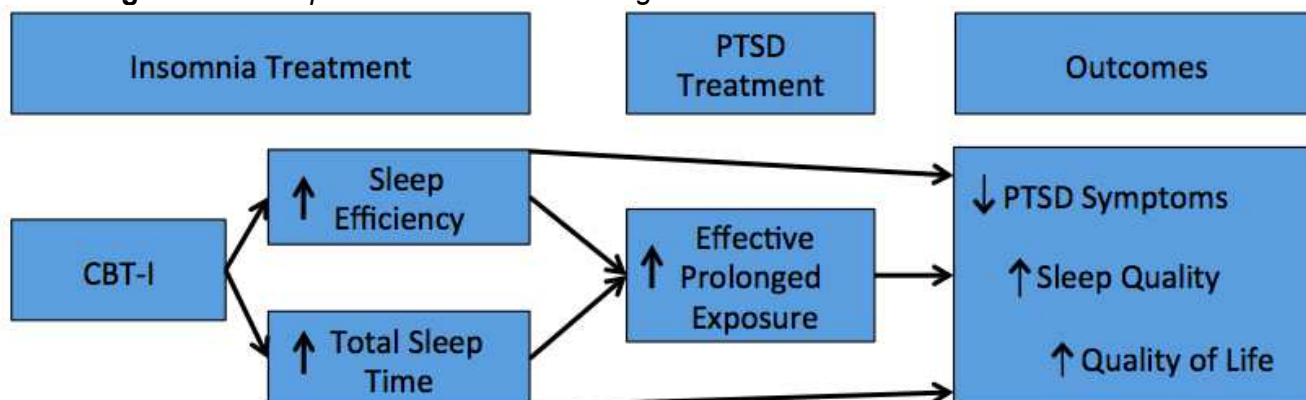 Insomnia Treatment
PTSD
Treatment
Outcomes
CBT-I
↑ Sleep
Efficiency
↑ Total Sleep
Time
↑ Effective
Prolonged
Exposure
↓ PTSD Symptoms
↑ Sleep Quality
↑ Quality of Life